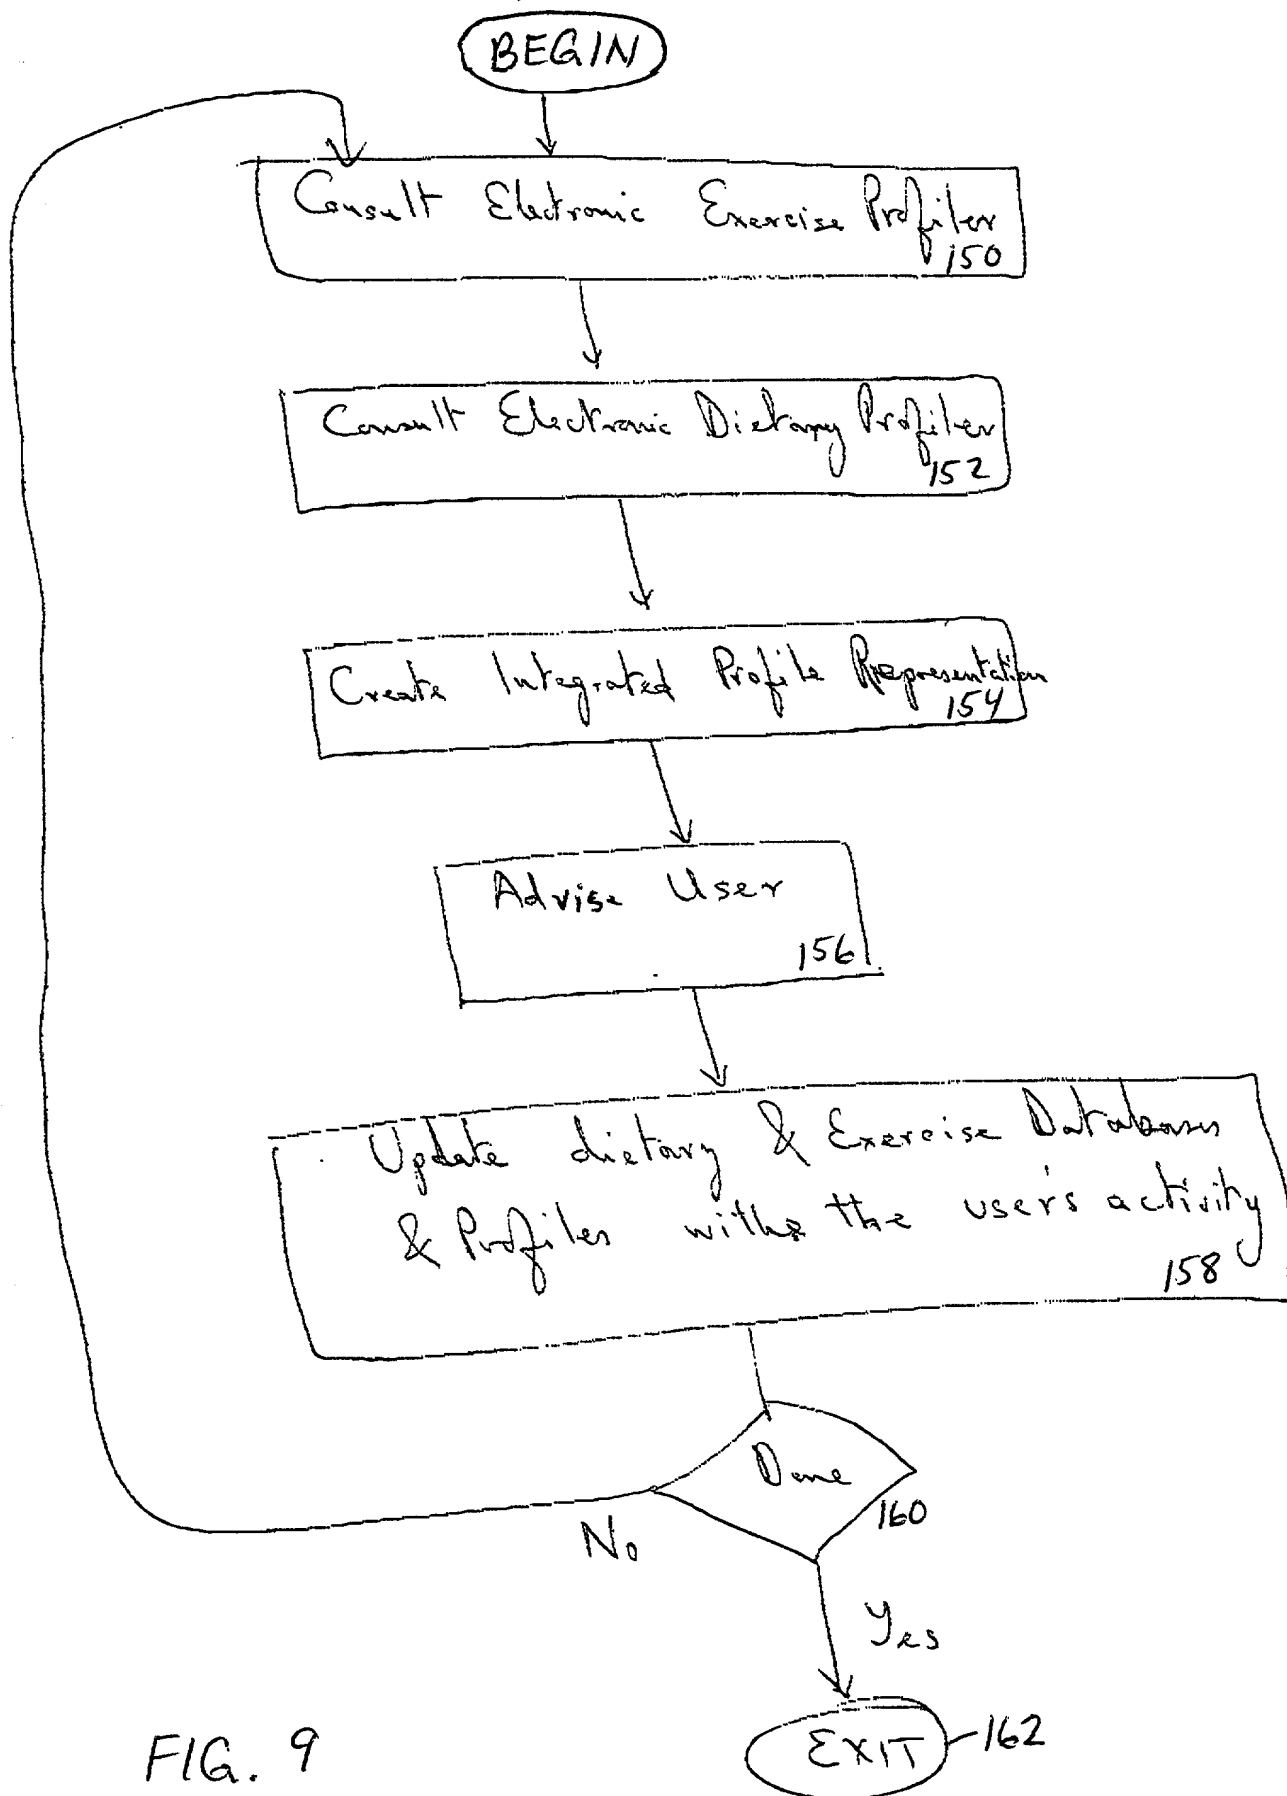 BEGIN
Consult Electronic Exercise Profiler
150
Consult Electronic Dietary Profiler
152
Create Integrated Profile Representation
154
Advise User
156
Update dietary & Exercise Databases
& Profiles with the user's activity
158
Done
160
No
Yes
EXIT
162
FIG. 9